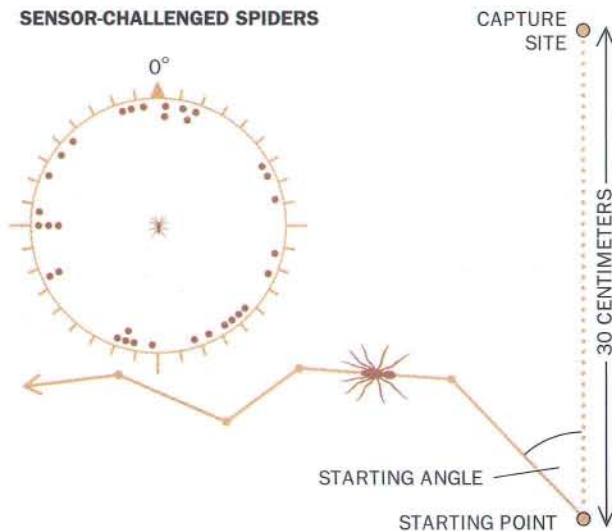 SENSOR-CHALLENGED SPIDERS
CAPTURE
SITE
0°
30 CENTIMETERS
STARTING ANGLE
STARTING POINT